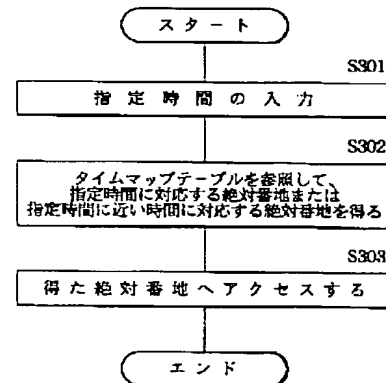 スタート
S301
指定時間の入力
S302
タイムマップテーブルを参照して、
指定時間に対応する絶対番地または
指定時間に近い時間に対応する絶対番地を得る
S303
得た絶対番地へアクセスする
エンド